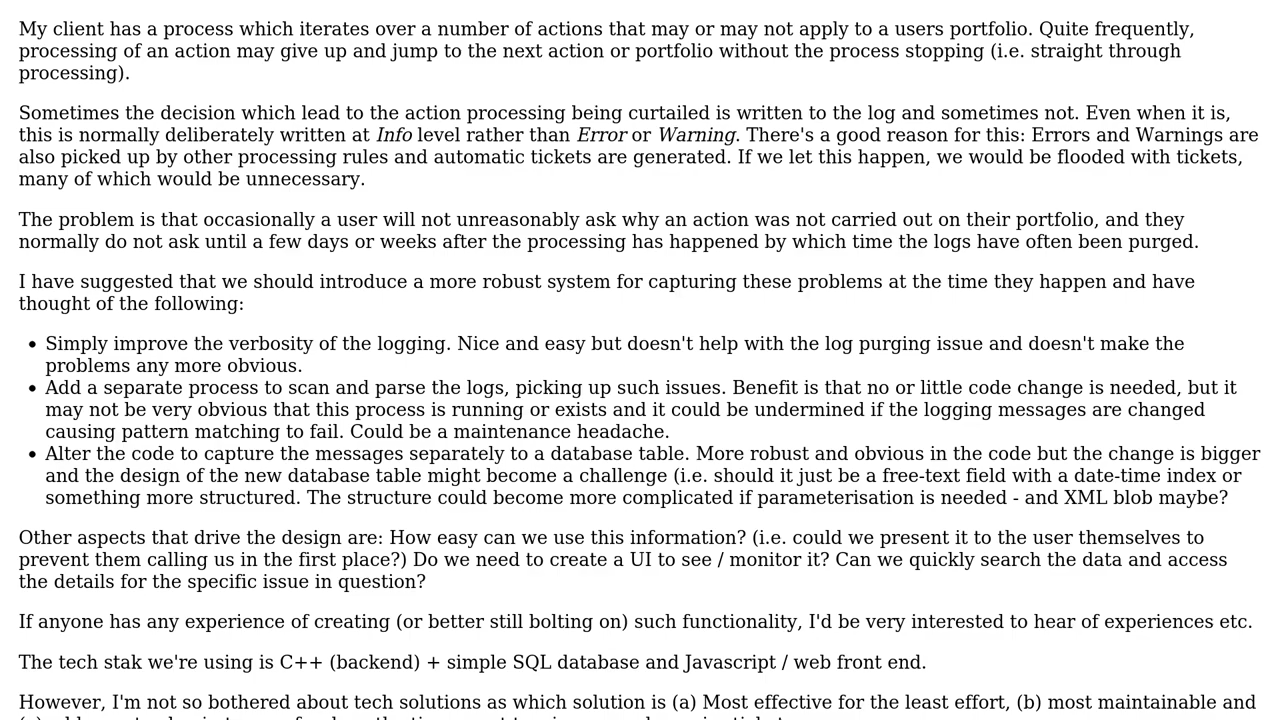 My client has a process which iterates over a number of actions that may or may not apply to a users portfolio. Quite frequently,
processing of an action may give up and jump to the next action or portfolio without the process stopping (i.e. straight through
processing).
Sometimes the decision which lead to the action processing being curtailed is written to the log and sometimes not. Even when it is,
this is normally deliberately written at Info level rather than Error or Warning. There's a good reason for this: Errors and Warnings are
also picked up by other processing rules and automatic tickets are generated. If we let this happen, we would be flooded with tickets,
many of which would be unnecessary.
The problem is that occasionally a user will not unreasonably ask why an action was not carried out on their portfolio, and they
normally do not ask until a few days or weeks after the processing has happened by which time the logs have often been purged.
I have suggested that we should introduce a more robust system for capturing these problems at the time they happen and have
thought of the following:
• Simply improve the verbosity of the logging. Nice and easy but doesn't help with the log purging issue and doesn't make the
problems any more obvious.
• Add a separate process to scan and parse the logs, picking up such issues. Benefit is that no or little code change is needed, but it
may not be very obvious that this process is running or exists and it could be undermined if the logging messages are changed
causing pattern matching to fail. Could be a maintenance headache.
• Alter the code to capture the messages separately to a database table. More robust and obvious in the code but the change is bigger
and the design of the new database table might become a challenge (i.e. should it just be a free-text field with a date-time index or
something more structured. The structure could become more complicated if parameterisation is needed - and XML blob maybe?
Other aspects that drive the design are: How easy can we use this information? (i.e. could we present it to the user themselves to
prevent them calling us in the first place?) Do we need to create a UI to see / monitor it? Can we quickly search the data and access
the details for the specific issue in question?
If anyone has any experience of creating (or better still bolting on) such functionality, I'd be very interested to hear of experiences etc.
The tech stak we're using is C++ (backend) + simple SQL database and Javascript / web front end.
However, I'm not so bothered about tech solutions as which solution is (a) Most effective for the least effort, (b) most maintainable and